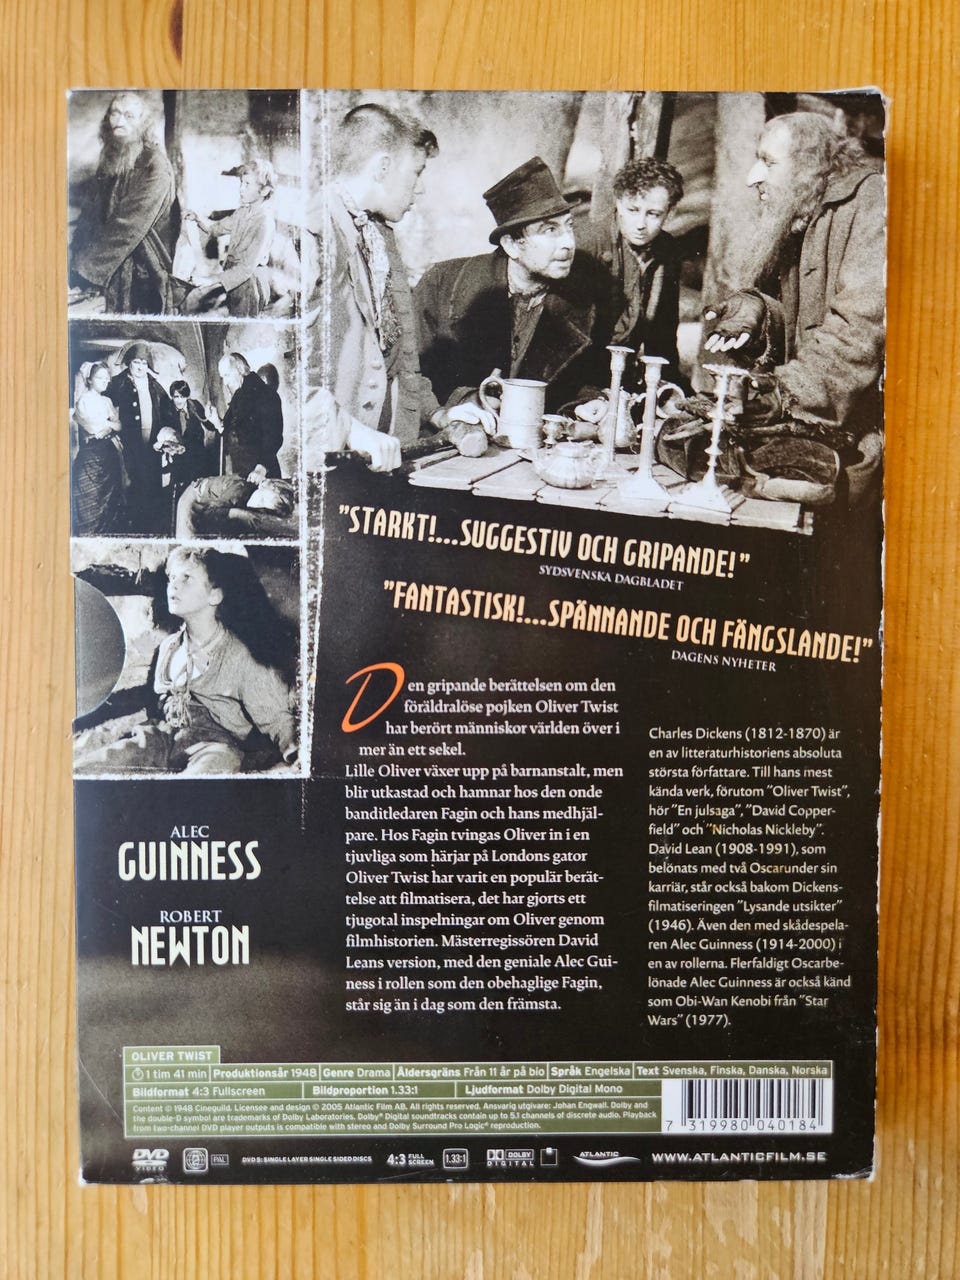 "STARKT!...SUGGESTIV OCH GRIPANDE!"
SYDSVENSKA DAGBLADET
"FANTASTISK!...SPÄNNANDE OCH FÄNGSLANDE!"
DAGENS NYHETER
Den gripande berättelsen om den
föräldralöse pojken Oliver Twist
har berört människor världen över i
mer än ett sekel.
Lille Oliver växer upp på barnanstalt, men
blir utkastad och hamnar hos den onde
banditledaren Fagin och hans medhjäl-
pare. Hos Fagin tvingas Oliver in i en
tjuvliga som härjar på Londons gator
Oliver Twist har varit en populär berät-
telse att filmatisera, det har gjorts ett
tjugotal inspelningar om Oliver genom
filmhistorien. Mästerregissören David
Leans version, med den geniale Alec Gui-
ness i rollen som den obehaglige Fagin,
står sig än i dag som den främsta.
Charles Dickens (1812-1870) är
en av litteraturhistoriens absoluta
största författare. Till hans mest
kända verk, förutom "Oliver Twist",
hör "En julsaga", "David Copper-
field" och "Nicholas Nickleby".
David Lean (1908-1991), som
belönats med två Oscarunder sin
karriär, står också bakom Dickens-
filmatiseringen "Lysande utsikter"
(1946). Även den med skådespela-
ren Alec Guinness (1914-2000) i
en av rollerna. Flerfaldigt Oscarbe-
lönade Alec Guinness är också känd
som Obi-Wan Kenobi från "Star
Wars" (1977).
ALEC
GUINNESS
ROBERT
NEWTON
OLIVER TWIST
1 tim 41 min Produktionsår 1948 Genre Drama Åldersgräns Från 11 år på bio Språk Engelska Text Svenska, Finska, Danska, Norska
Bildformat 4:3 Fullscreen Bildproportion 1.33:1 Ljudformat Dolby Digital Mono
Content © 1948 Cineguild. Licensee and design © 2005 Atlantic Film AB. All rights reserved. Ansvarig utgivare: Johan Engwall. Dolby and
the double-D symbol are trademarks of Dolby Laboratories. Dolby® Digital soundtracks contain up to 5.1 channels of discrete audio. Playback
from two-channel DVD player outputs is compatible with stereo and Dolby Surround Pro Logic® reproduction.
7 319980 040184
DVD VIDEO 2 PAL DVD 5: SINGLE LAYER SINGLE SIDED DISCS 4:3 FULL SCREEN 1.33:1 DOLBY DIGITAL ATLANTIC WWW.ATLANTICFILM.SE